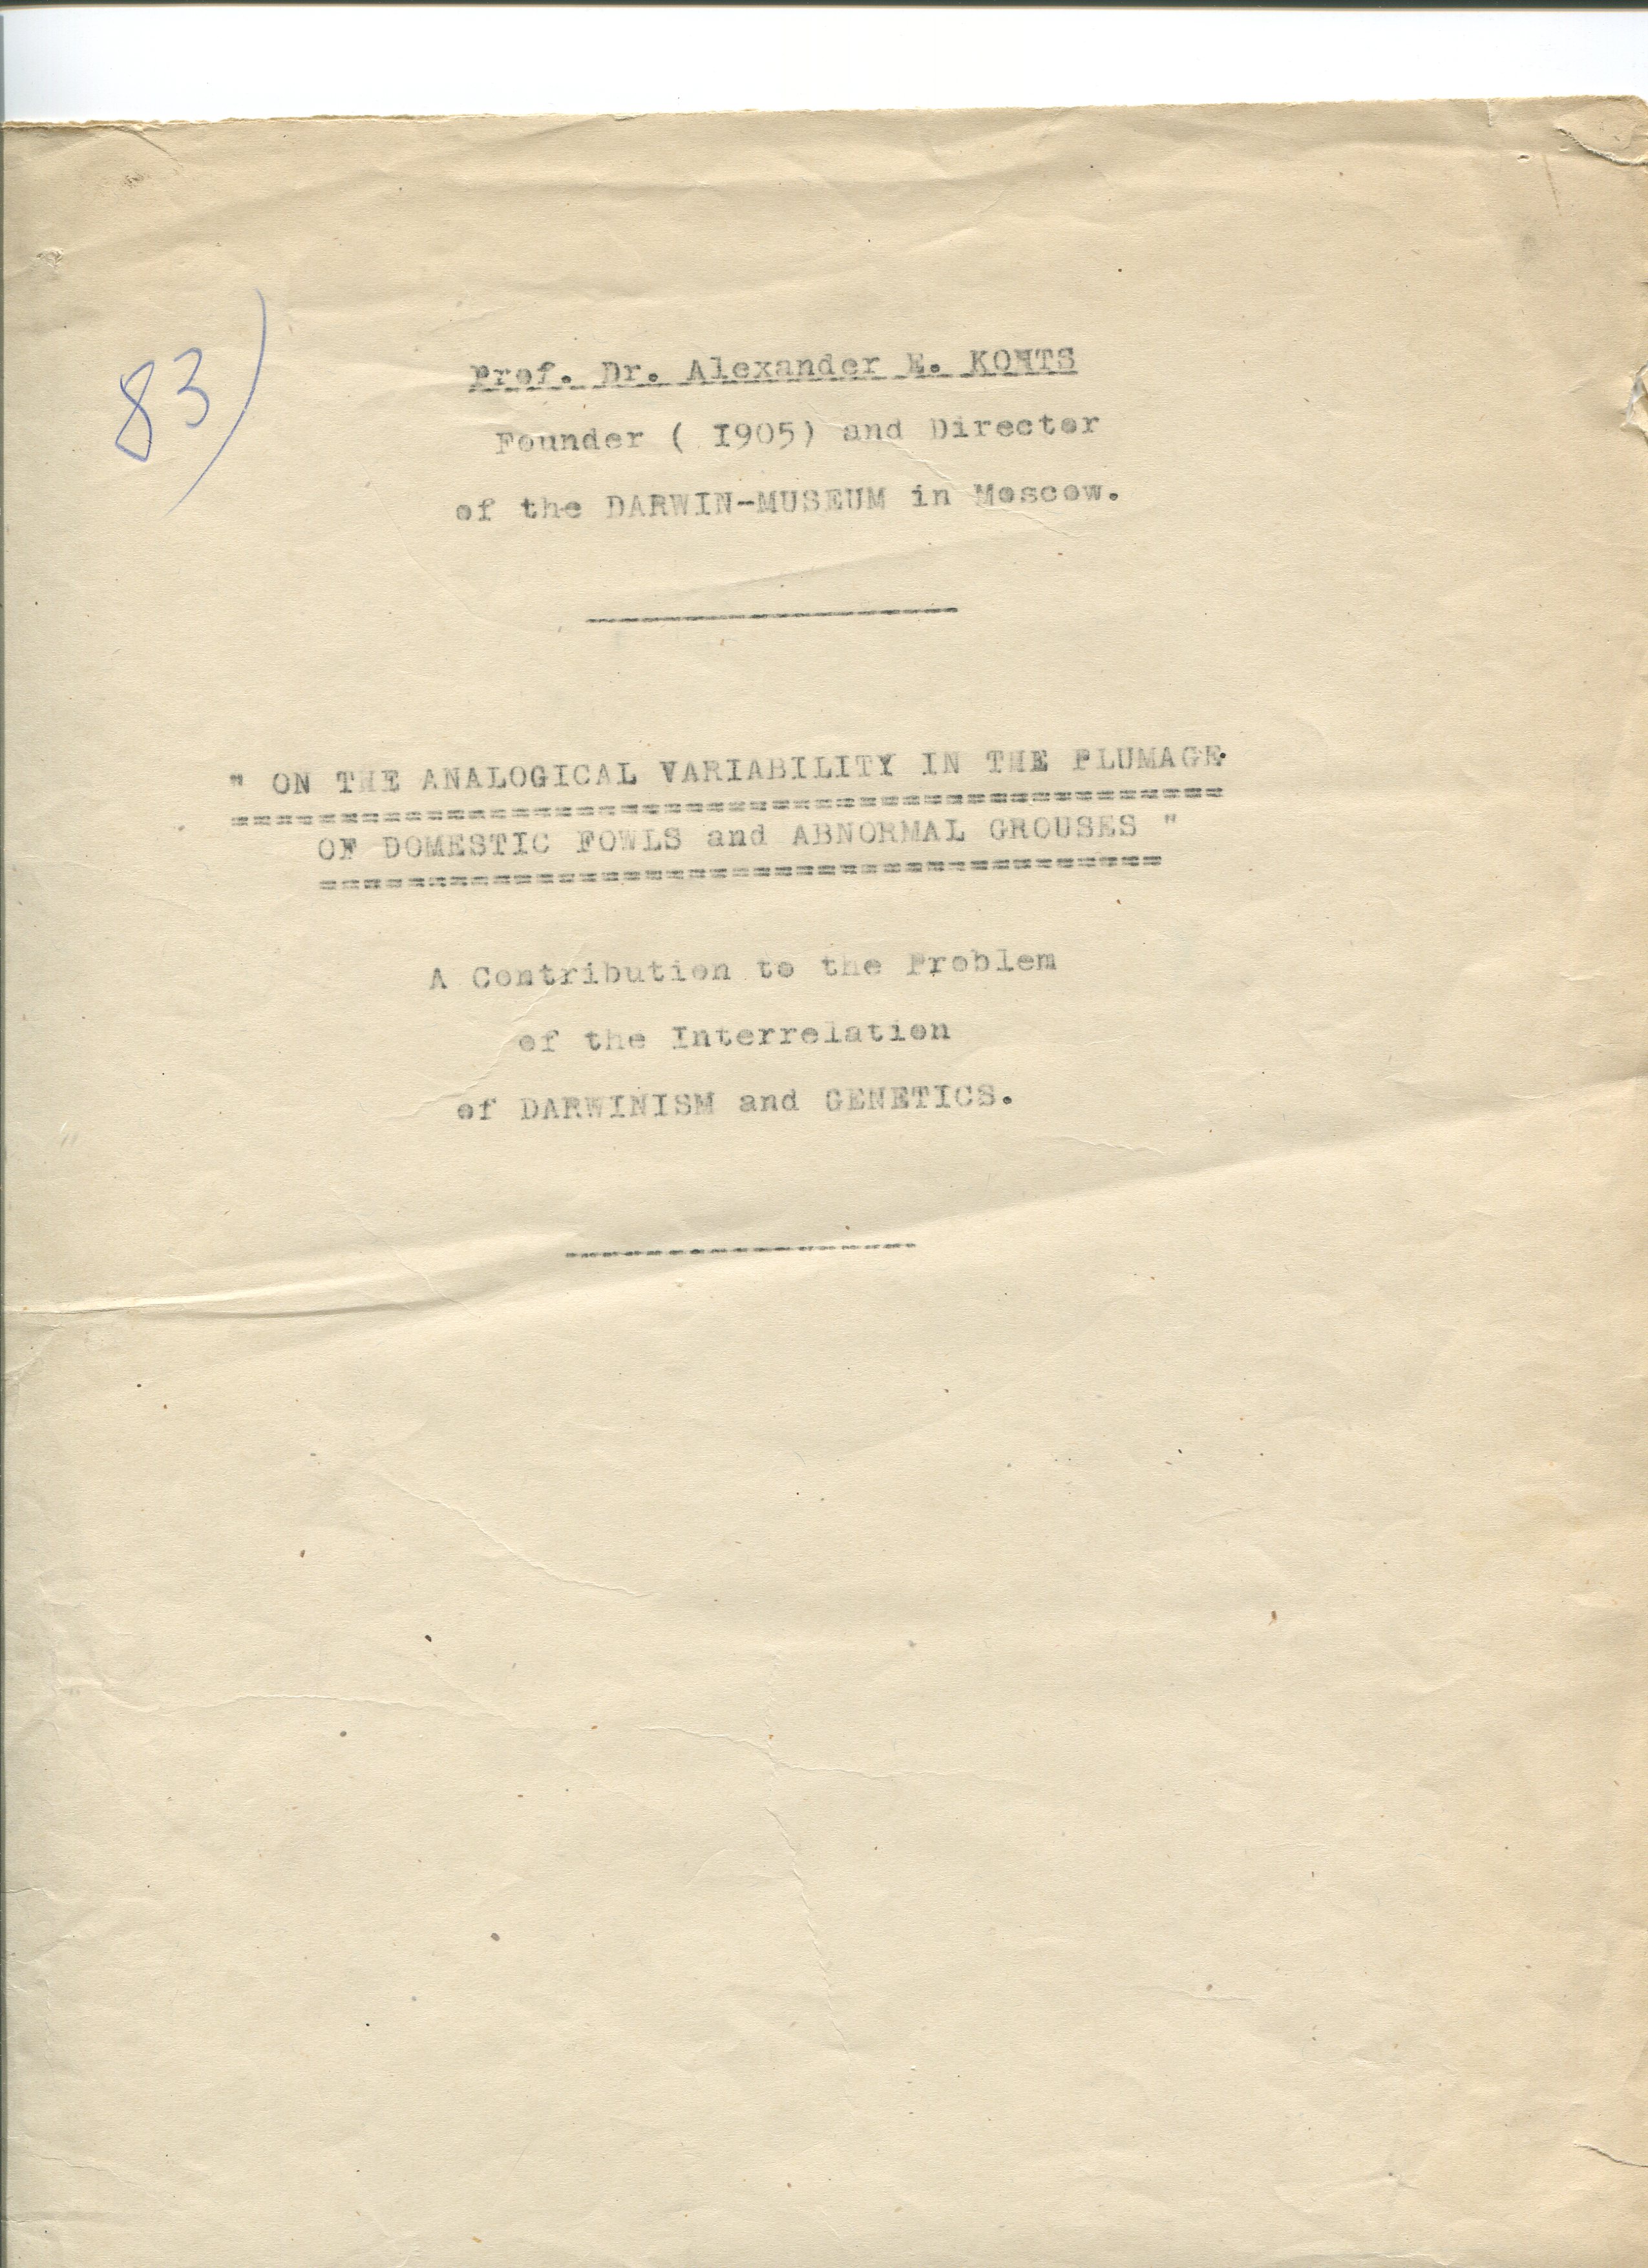 83)
Prof. Dr. Alexander E. KOHTS
Founder ( I905) and Director
of the DARWIN-MUSEUM in Moscow.
" ON THE ANALOGICAL VARIABILITY IN THE PLUMAGE
OF DOMESTIC FOWLS and ABNORMAL GROUSES "
A Contribution to the Problem
of the Interrelation
of DARWINISM and GENETICS.